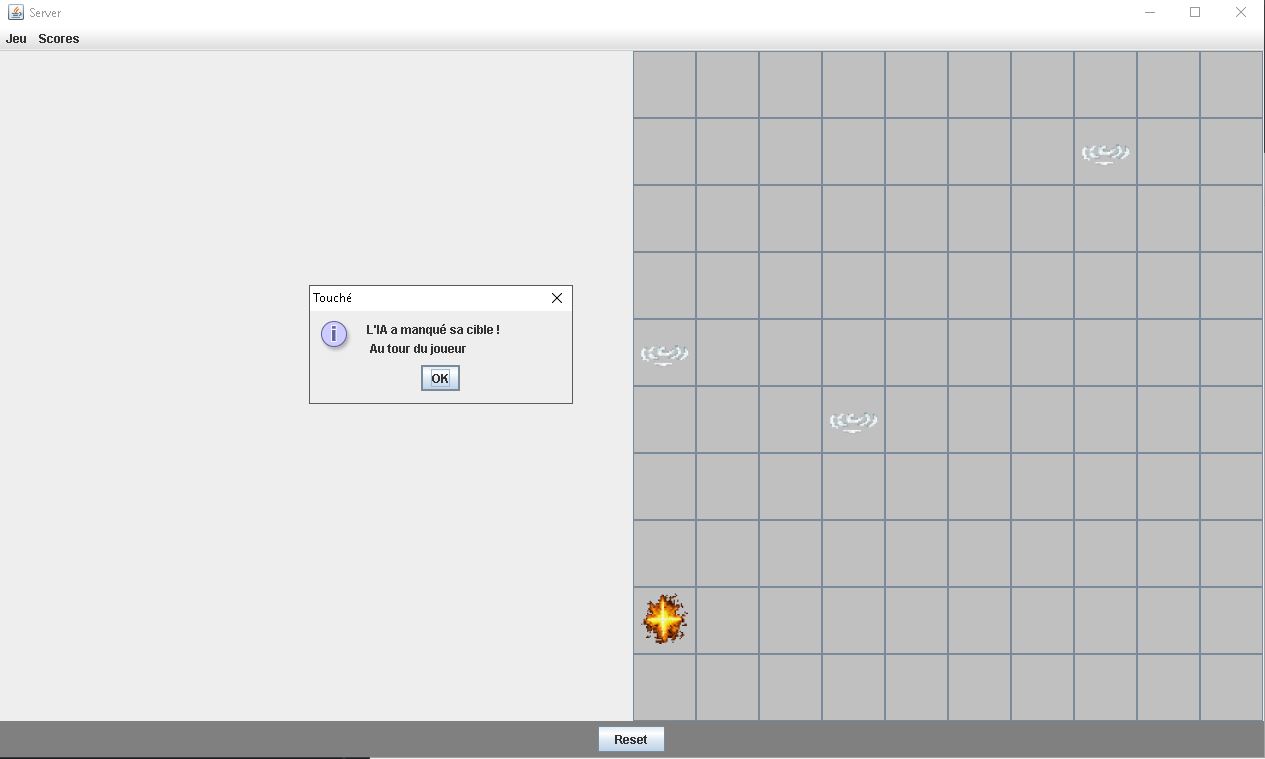 Server
Jeu Scores
Touché
L'IA a manqué sa cible !
Au tour du joueur
OK
Reset